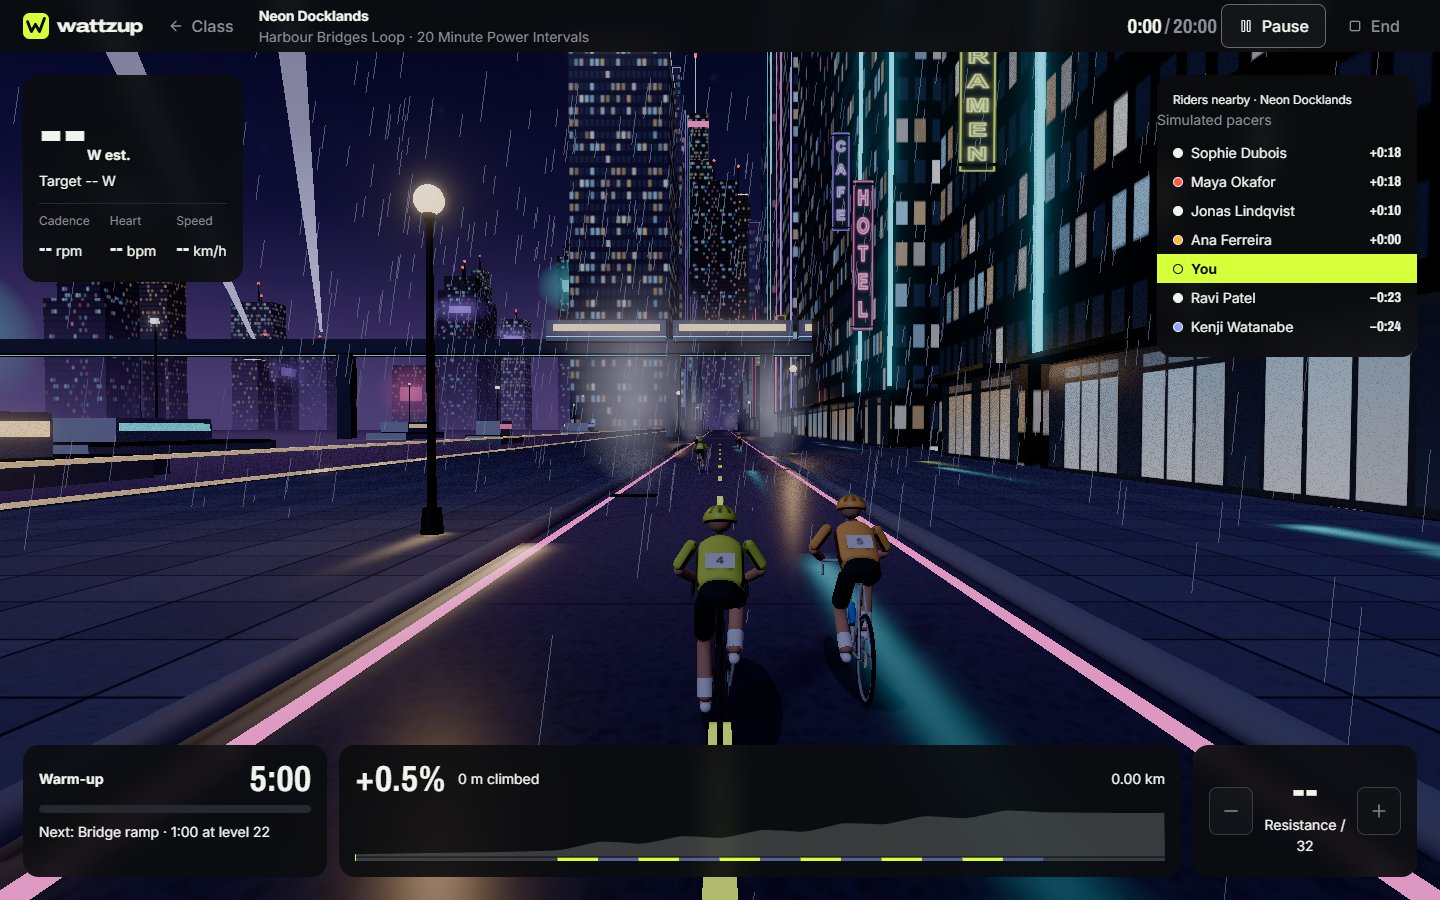 wattzup
Class
Neon Docklands
Harbour Bridges Loop · 20 Minute Power Intervals
0:00 / 20:00
Pause
End
-- W est.
Target -- W
Cadence Heart Speed
-- rpm -- bpm -- km/h
RAMEN
CAFE
HOTEL
Riders nearby · Neon Docklands
Simulated pacers
Sophie Dubois +0:18
Maya Okafor +0:18
Jonas Lindqvist +0:10
Ana Ferreira +0:00
You
Ravi Patel −0:23
Kenji Watanabe −0:24
4
5
Warm-up 5:00
Next: Bridge ramp · 1:00 at level 22
+0.5% 0 m climbed 0.00 km
--
Resistance /
32